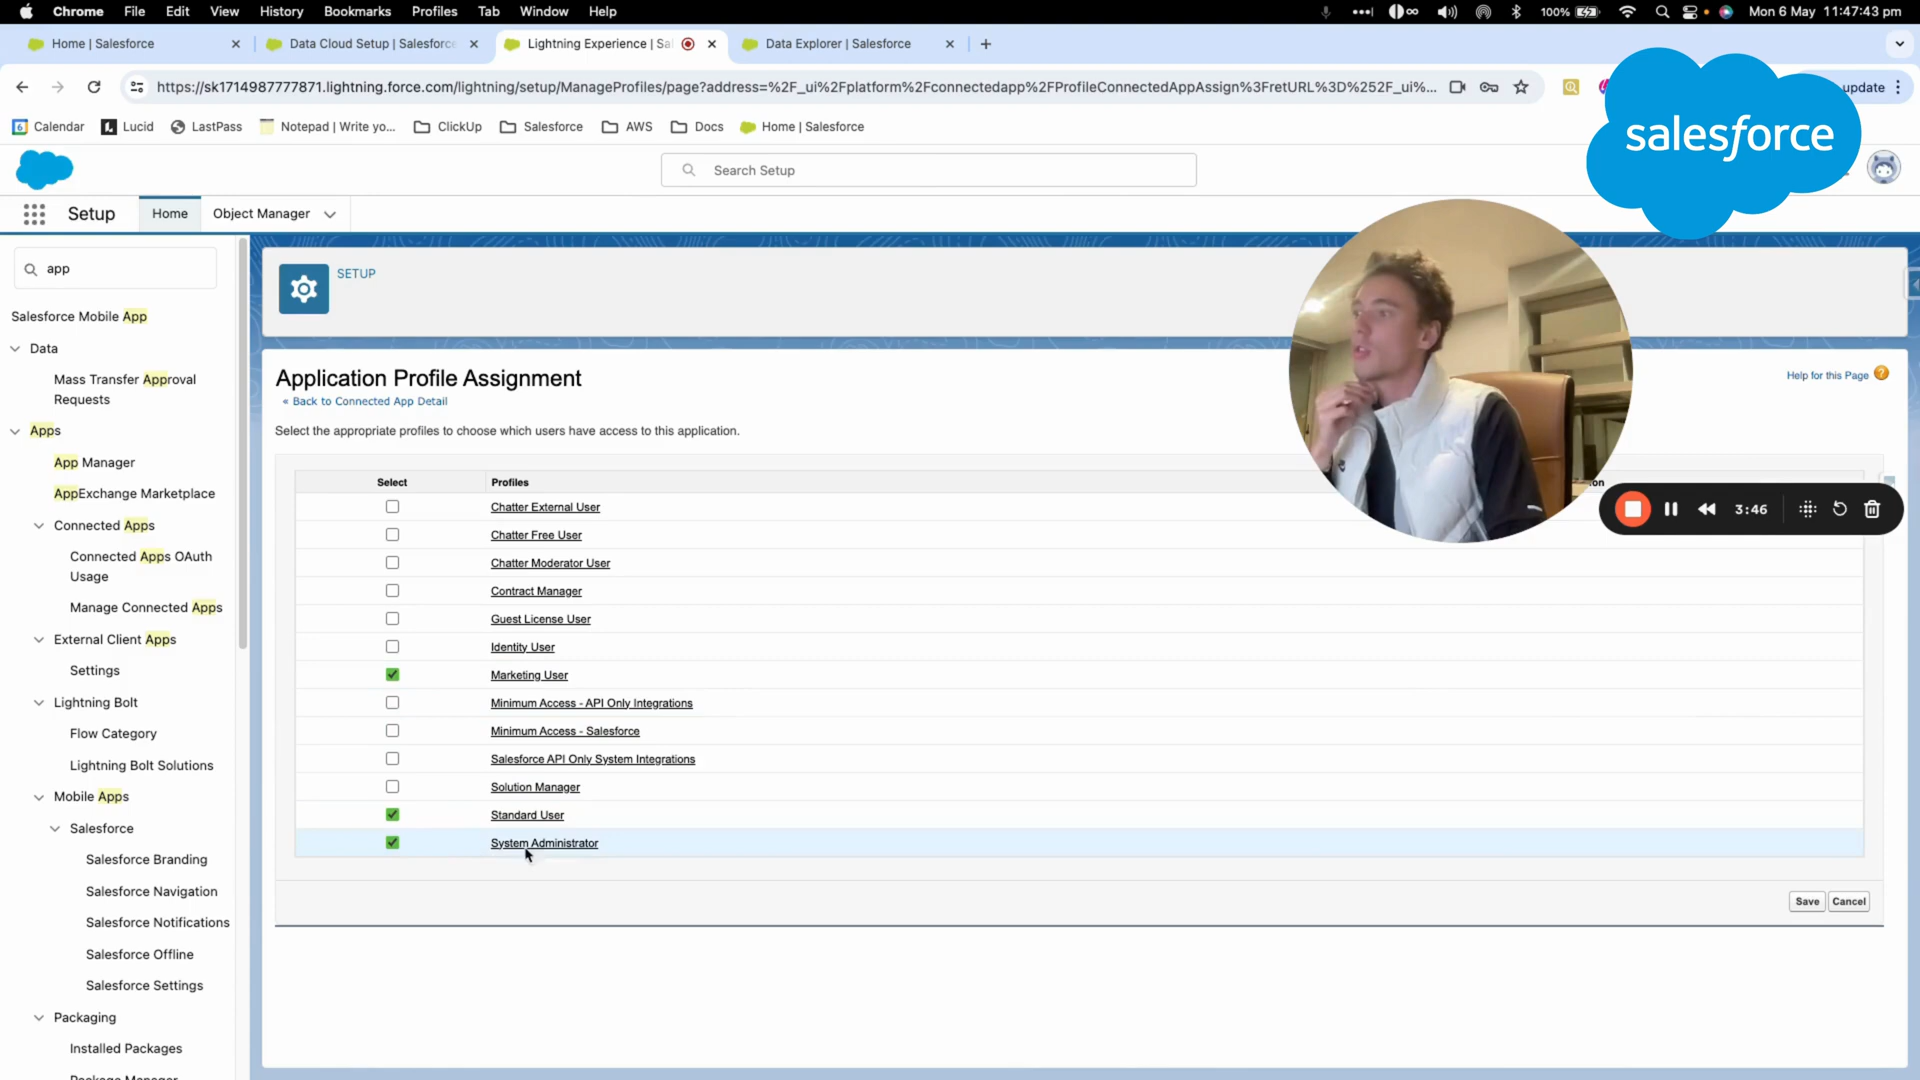 Chrome File Edit View History Bookmarks Profiles Tab Window Help 100% Mon 6 May 11:47:43 pm
Home | Salesforce Data Cloud Setup | Salesforce Lightning Experience | Sa Data Explorer | Salesforce
https://sk1714987777871.lightning.force.com/lightning/setup/ManageProfiles/page?address=%2F_ui%2Fplatform%2Fconnectedapp%2FProfileConnectedAppAssign%3FretURL%3D%252F_ui%... update
Calendar Lucid LastPass Notepad | Write yo... ClickUp Salesforce AWS Docs Home | Salesforce
salesforce
Search Setup
Setup Home Object Manager
app
SETUP
Salesforce Mobile App
Data
Mass Transfer Approval
Requests
Apps
App Manager
AppExchange Marketplace
Connected Apps
Connected Apps OAuth
Usage
Manage Connected Apps
External Client Apps
Settings
Lightning Bolt
Flow Category
Lightning Bolt Solutions
Mobile Apps
Salesforce
Salesforce Branding
Salesforce Navigation
Salesforce Notifications
Salesforce Offline
Salesforce Settings
Packaging
Installed Packages
Package Manager
Application Profile Assignment
« Back to Connected App Detail
Help for this Page
Select the appropriate profiles to choose which users have access to this application.
Select Profiles
Chatter External User
Chatter Free User
Chatter Moderator User
Contract Manager
Guest License User
Identity User
Marketing User
Minimum Access - API Only Integrations
Minimum Access - Salesforce
Salesforce API Only System Integrations
Solution Manager
Standard User
System Administrator
Save Cancel
3:46